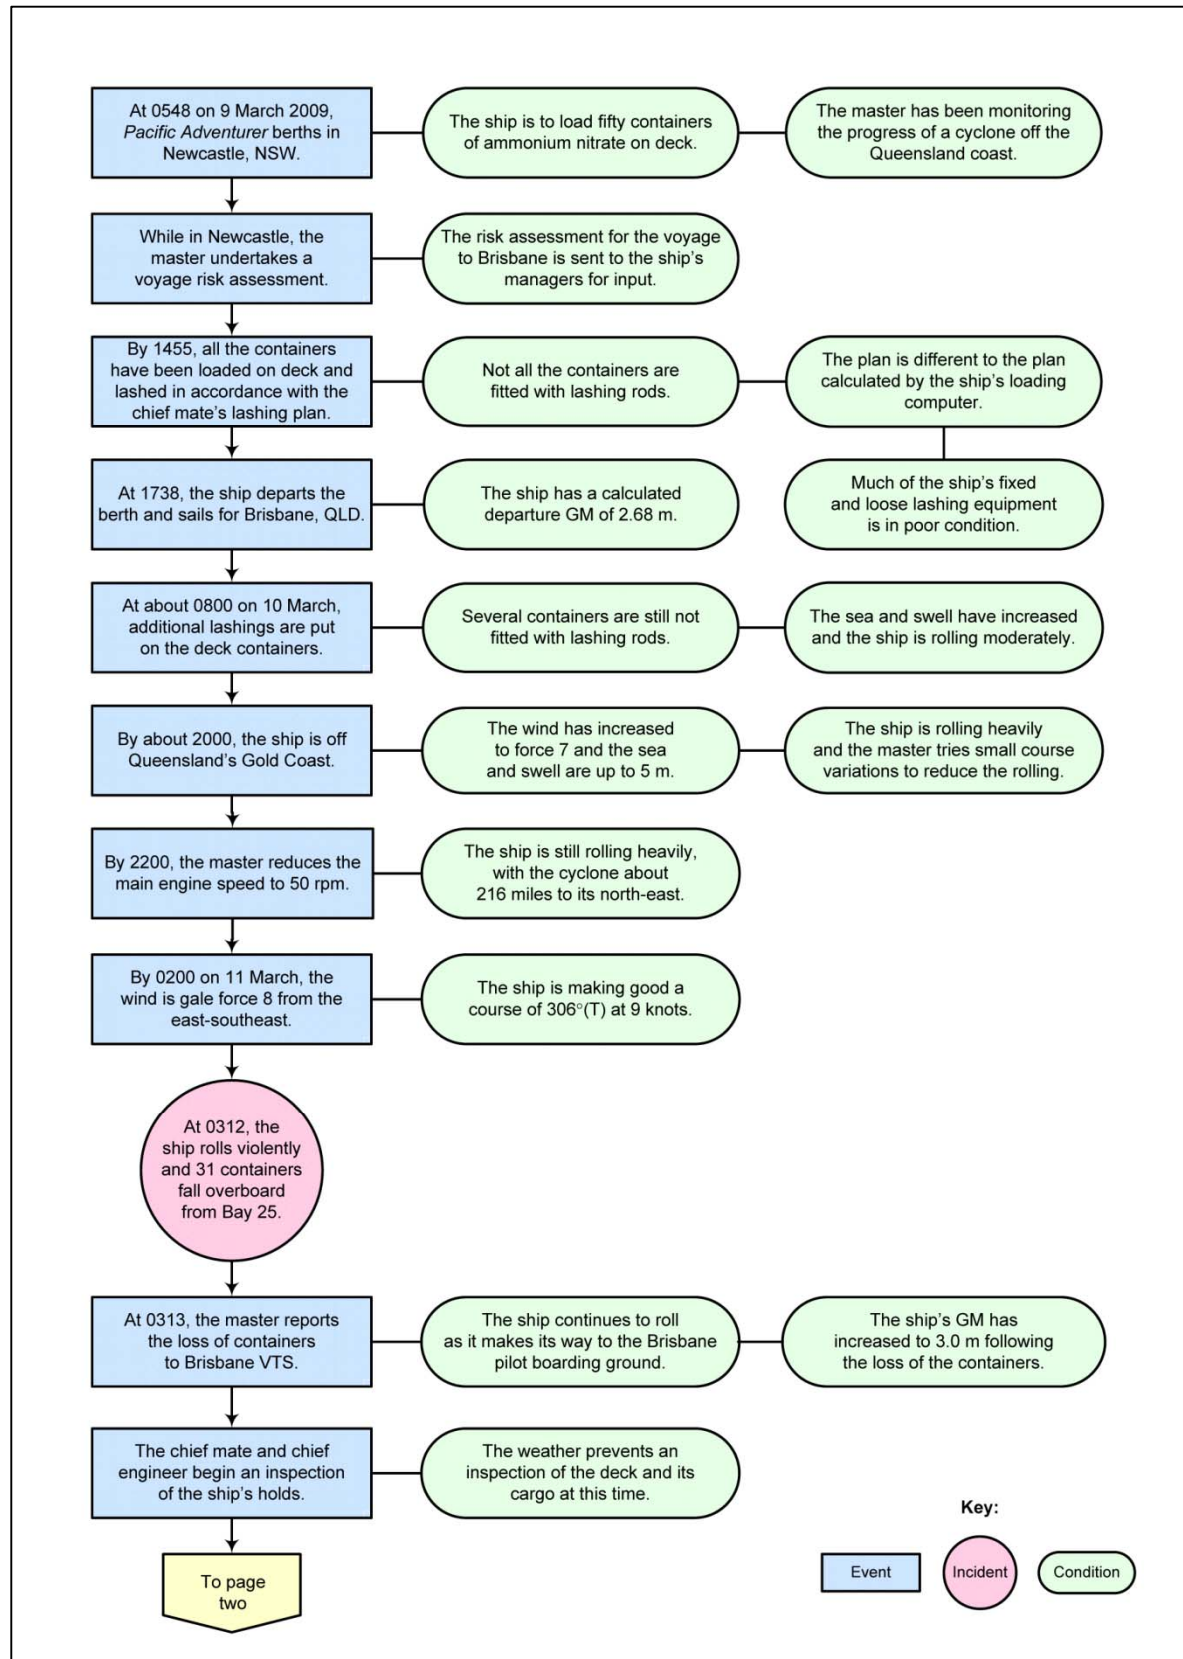 At 0548 on 9 March 2009,
Pacific Adventurer berths in
Newcastle, NSW.
The ship is to load fifty containers
of ammonium nitrate on deck.
The master has been monitoring
the progress of a cyclone off the
Queensland coast.
While in Newcastle, the
master undertakes a
voyage risk assessment.
The risk assessment for the voyage
to Brisbane is sent to the ship's
managers for input.
By 1455, all the containers
have been loaded on deck and
lashed in accordance with the
chief mate's lashing plan.
Not all the containers are
fitted with lashing rods.
The plan is different to the plan
calculated by the ship's loading
computer.
Much of the ship's fixed
and loose lashing equipment
is in poor condition.
At 1738, the ship departs the
berth and sails for Brisbane, QLD.
The ship has a calculated
departure GM of 2.68 m.
At about 0800 on 10 March,
additional lashings are put
on the deck containers.
Several containers are still not
fitted with lashing rods.
The sea and swell have increased
and the ship is rolling moderately.
By about 2000, the ship is off
Queensland's Gold Coast.
The wind has increased
to force 7 and the sea
and swell are up to 5 m.
The ship is rolling heavily
and the master tries small course
variations to reduce the rolling.
By 2200, the master reduces the
main engine speed to 50 rpm.
The ship is still rolling heavily,
with the cyclone about
216 miles to its north-east.
By 0200 on 11 March, the
wind is gale force 8 from the
east-southeast.
The ship is making good a
course of 306°(T) at 9 knots.
At 0312, the
ship rolls violently
and 31 containers
fall overboard
from Bay 25.
At 0313, the master reports
the loss of containers
to Brisbane VTS.
The ship continues to roll
as it makes its way to the Brisbane
pilot boarding ground.
The ship's GM has
increased to 3.0 m following
the loss of the containers.
The chief mate and chief
engineer begin an inspection
of the ship's holds.
The weather prevents an
inspection of the deck and its
cargo at this time.
To page
two
Key:
Event
Incident
Condition